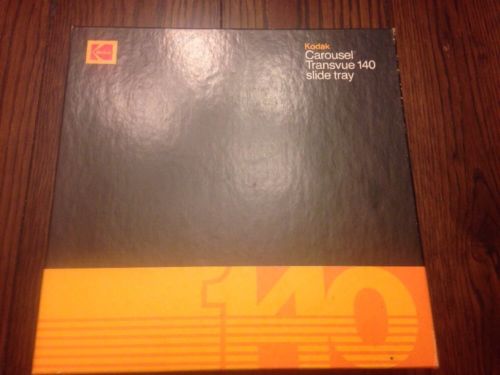 Kodak
Carousel
Transvue 140
slide tray
140